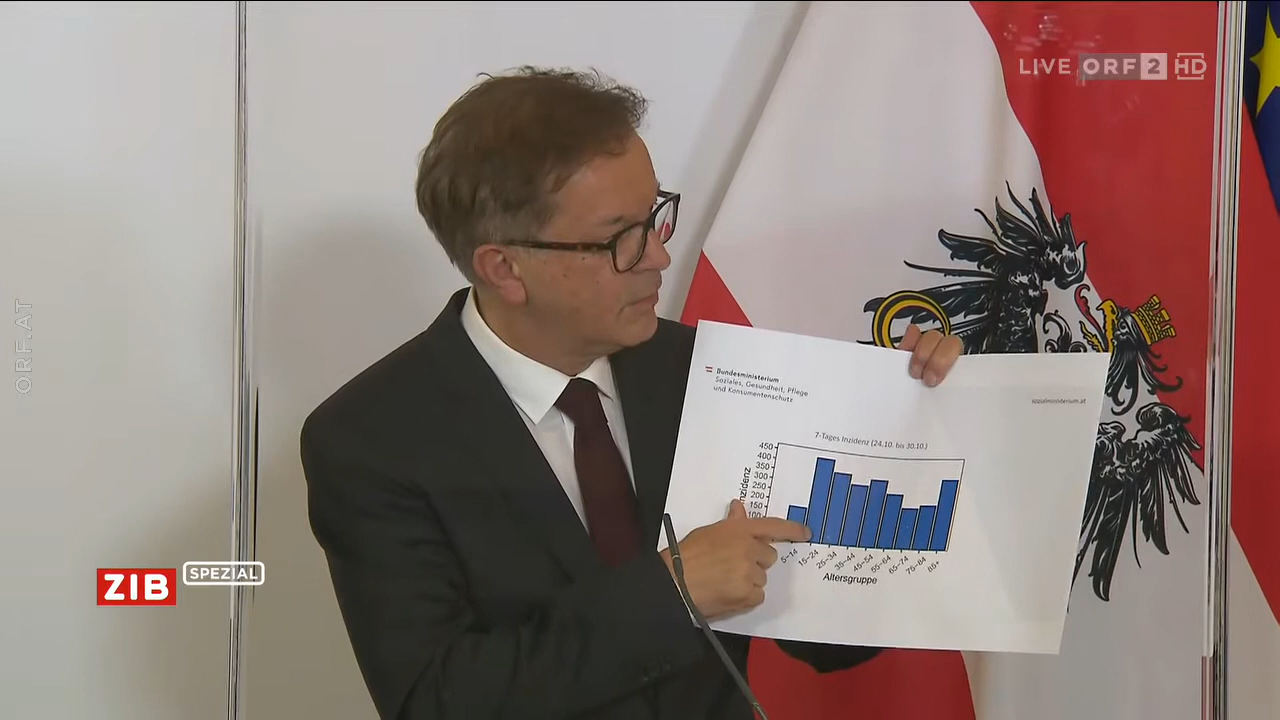 LIVE ORF 2 HD
ORF.AT
Bundesministerium
Soziales, Gesundheit, Pflege
und Konsumentenschutz
sozialministerium.at
7-Tages Inzidenz (24.10. bis 30.10.)
450
400
350
300
250
200
150
100
5-14
15-24
25-34
35-44
45-54
55-64
65-74
75-84
85+
Altersgruppe
ZIB SPEZIAL